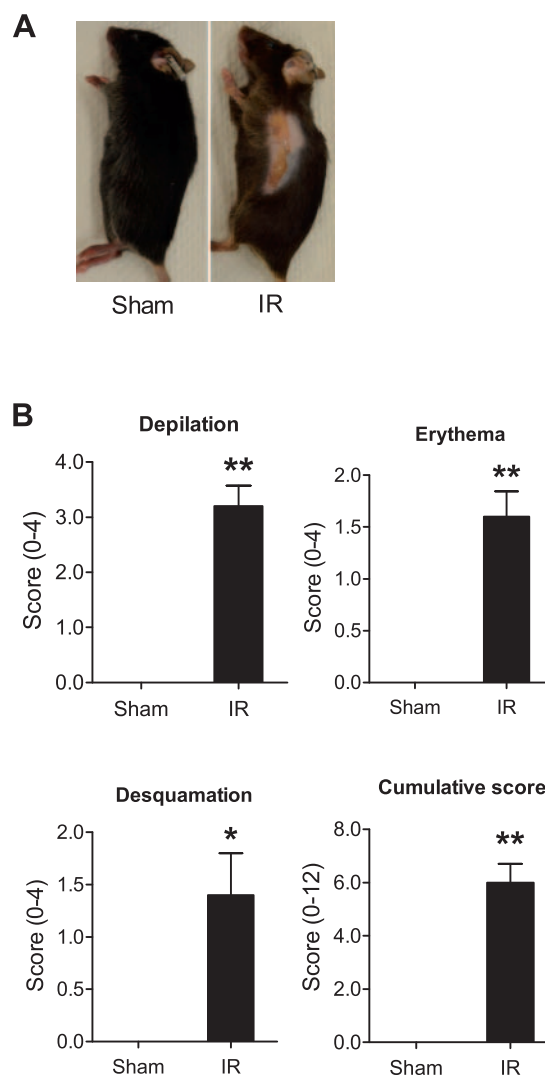 A
Sham IR
B
Depilation
Erythema
Score (0-4)
4.0
3.0
2.0
1.0
0.0
**
Sham IR
Score (0-4)
2.0
1.5
1.0
0.5
0.0
**
Sham IR
Desquamation
Cumulative score
Score (0-4)
2.0
1.5
1.0
0.5
0.0
*
Sham IR
Score (0-12)
8.0
6.0
4.0
2.0
0.0
**
Sham IR